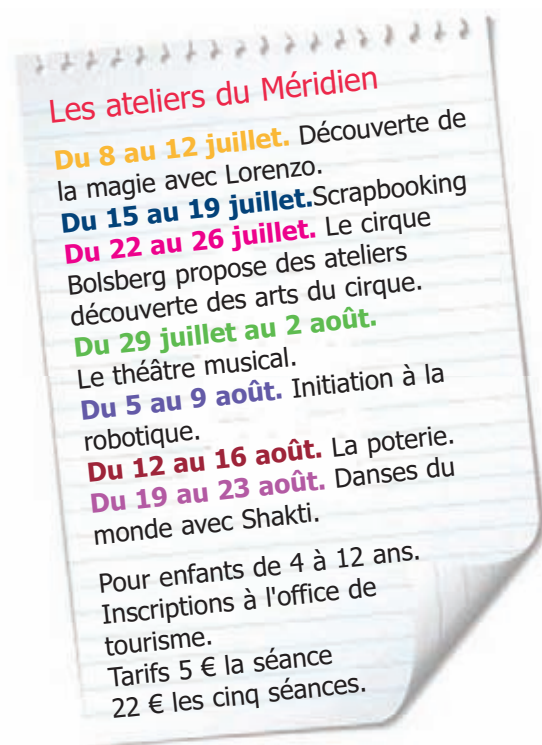 Les ateliers du Méridien
Du 8 au 12 juillet. Découverte de
la magie avec Lorenzo.
Du 15 au 19 juillet.Scrapbooking
Du 22 au 26 juillet. Le cirque
Bolsberg propose des ateliers
découverte des arts du cirque.
Du 29 juillet au 2 août.
Le théâtre musical.
Du 5 au 9 août. Initiation à la
robotique.
Du 12 au 16 août. La poterie.
Du 19 au 23 août. Danses du
monde avec Shakti.
Pour enfants de 4 à 12 ans.
Inscriptions à l'office de
tourisme.
Tarifs 5 € la séance
22 € les cinq séances.